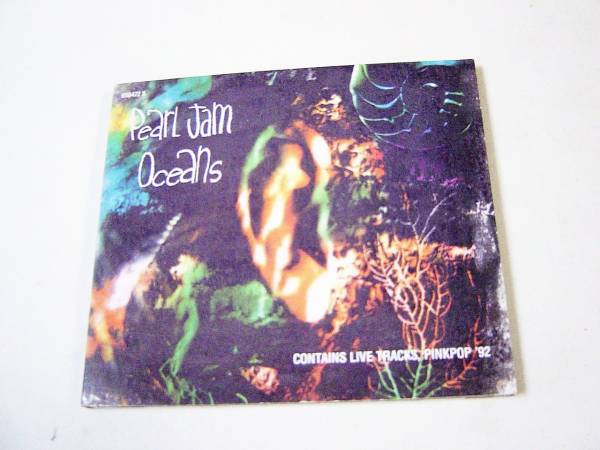 Pearl Jam
Oceans
CONTAINS LIVE TRACKS, PINKPOP '92